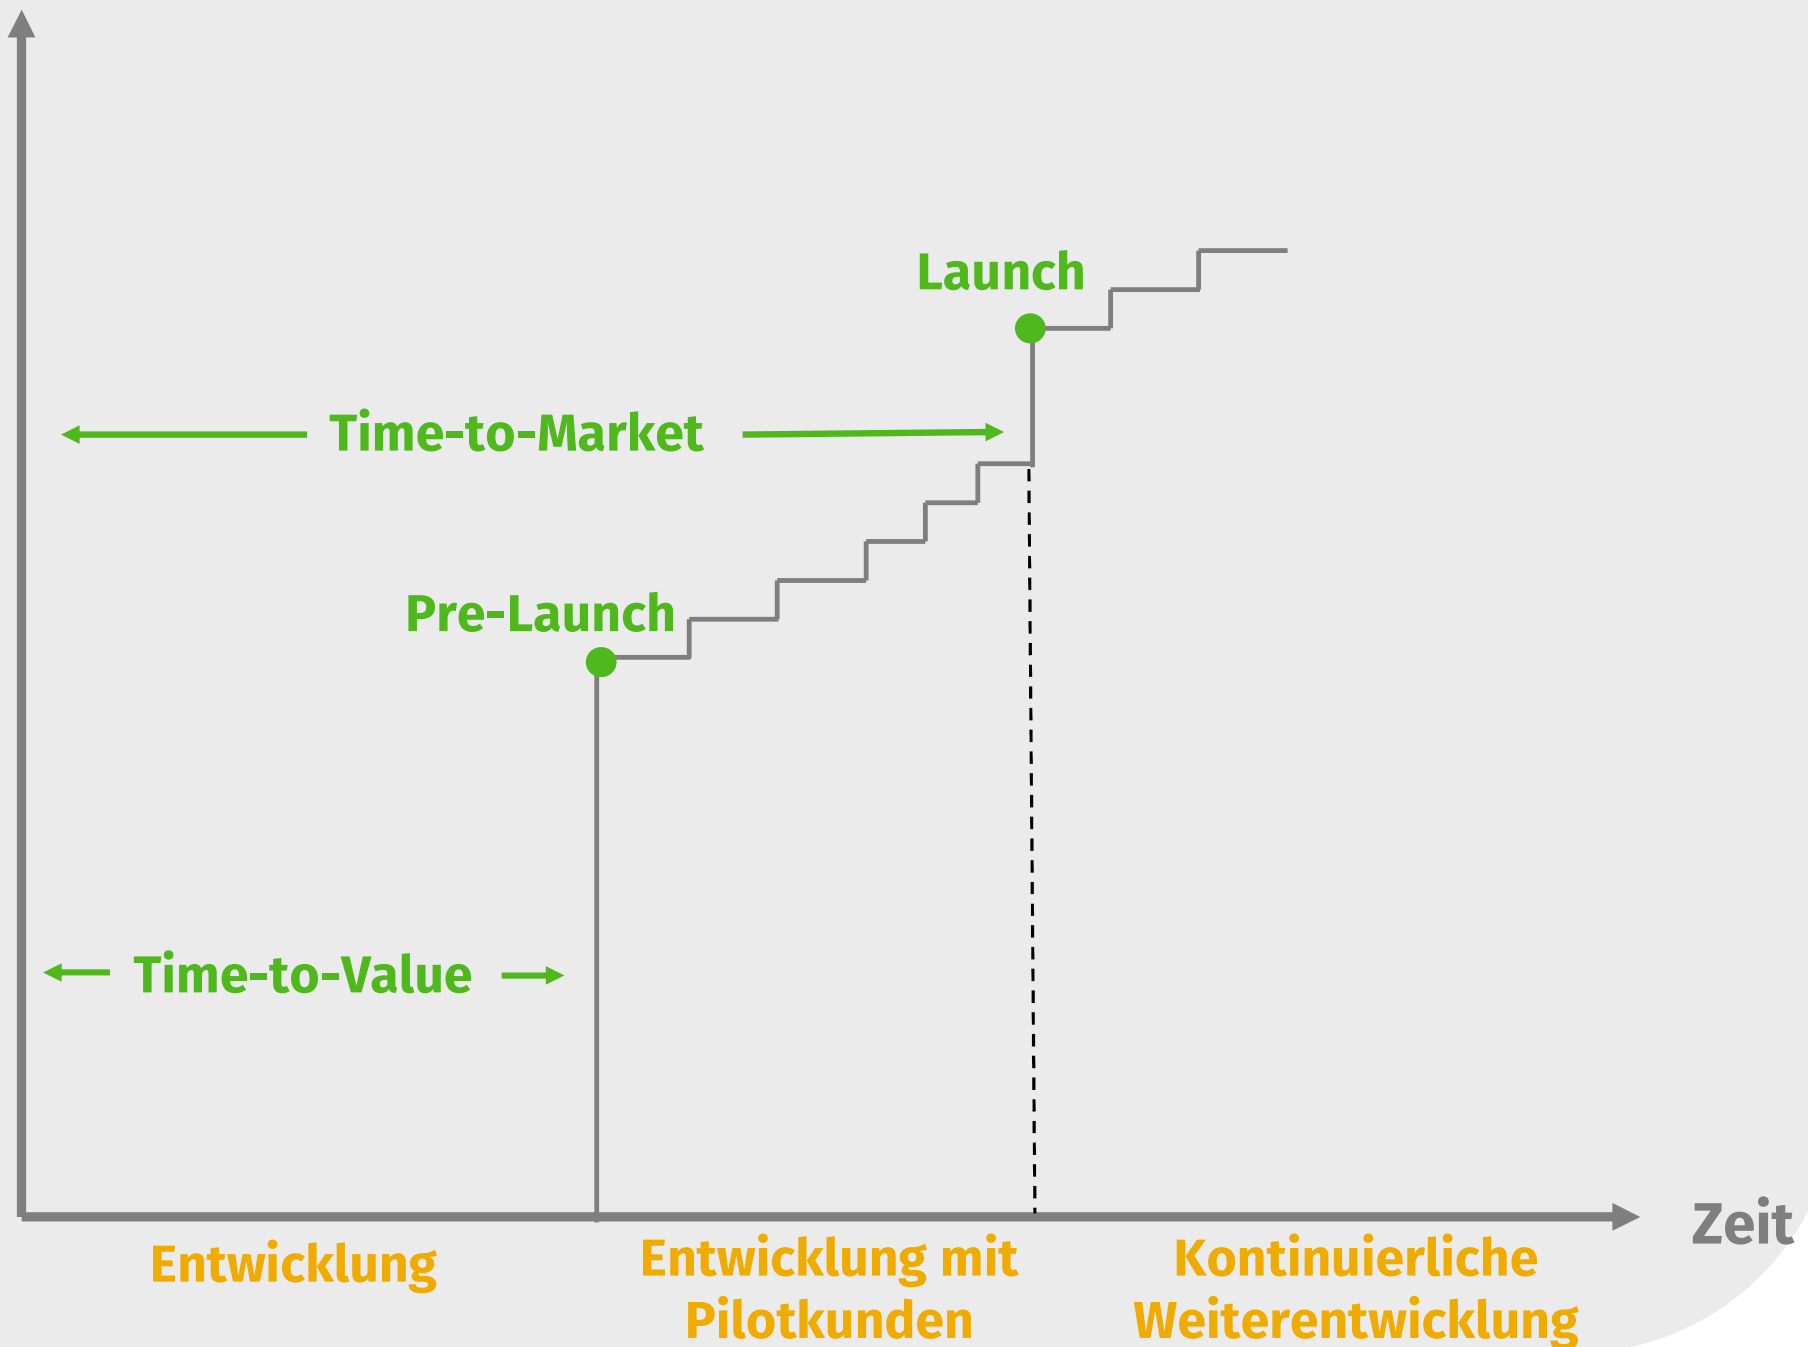 Launch
Time-to-Market
Pre-Launch
Time-to-Value
Zeit
Entwicklung
Entwicklung mit
Pilotkunden
Kontinuierliche
Weiterentwicklung